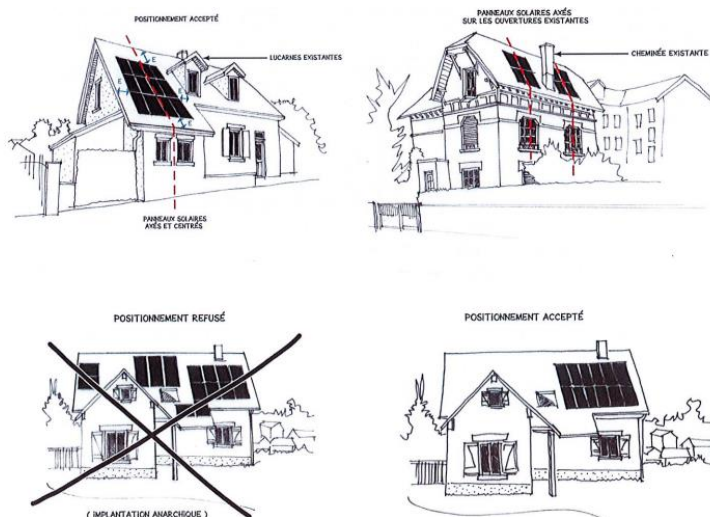 POSITIONNEMENT ACCEPTÉ
LUCARNES EXISTANTES
E
E
E
E
PANNEAUX SOLAIRES
AXÉS ET CENTRÉS
PANNEAUX SOLAIRES AXÉS
SUR LES OUVERTURES EXISTANTES
CHEMINÉE EXISTANTE
POSITIONNEMENT REFUSÉ
( IMPLANTATION ANARCHIQUE )
POSITIONNEMENT ACCEPTÉ